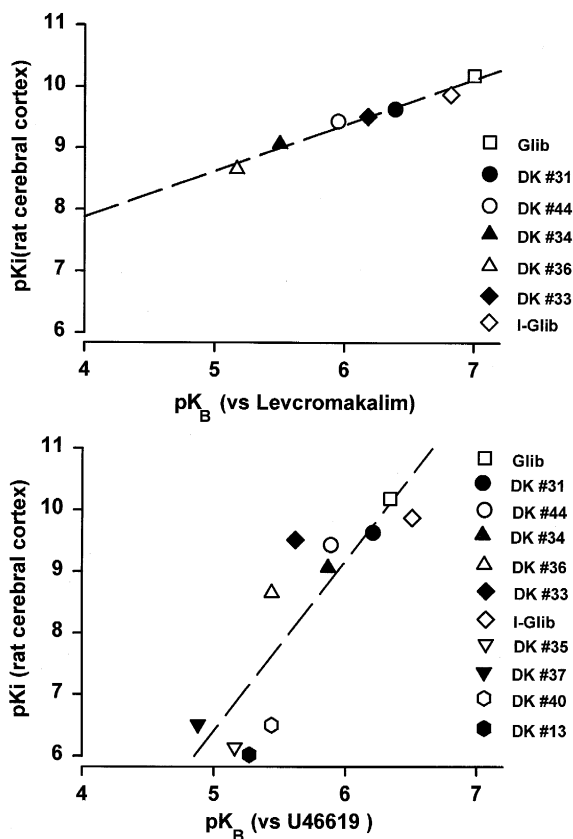 11
10
9
8
7
6
pKi(rat cerebral cortex)
4
5
6
7
pKB (vs Levcromakalim)
Glib
DK #31
DK #44
DK #34
DK #36
DK #33
I-Glib
11
10
9
8
7
6
pKi (rat cerebral cortex)
4
5
6
7
pKB (vs U46619 )
Glib
DK #31
DK #44
DK #34
DK #36
DK #33
I-Glib
DK #35
DK #37
DK #40
DK #13